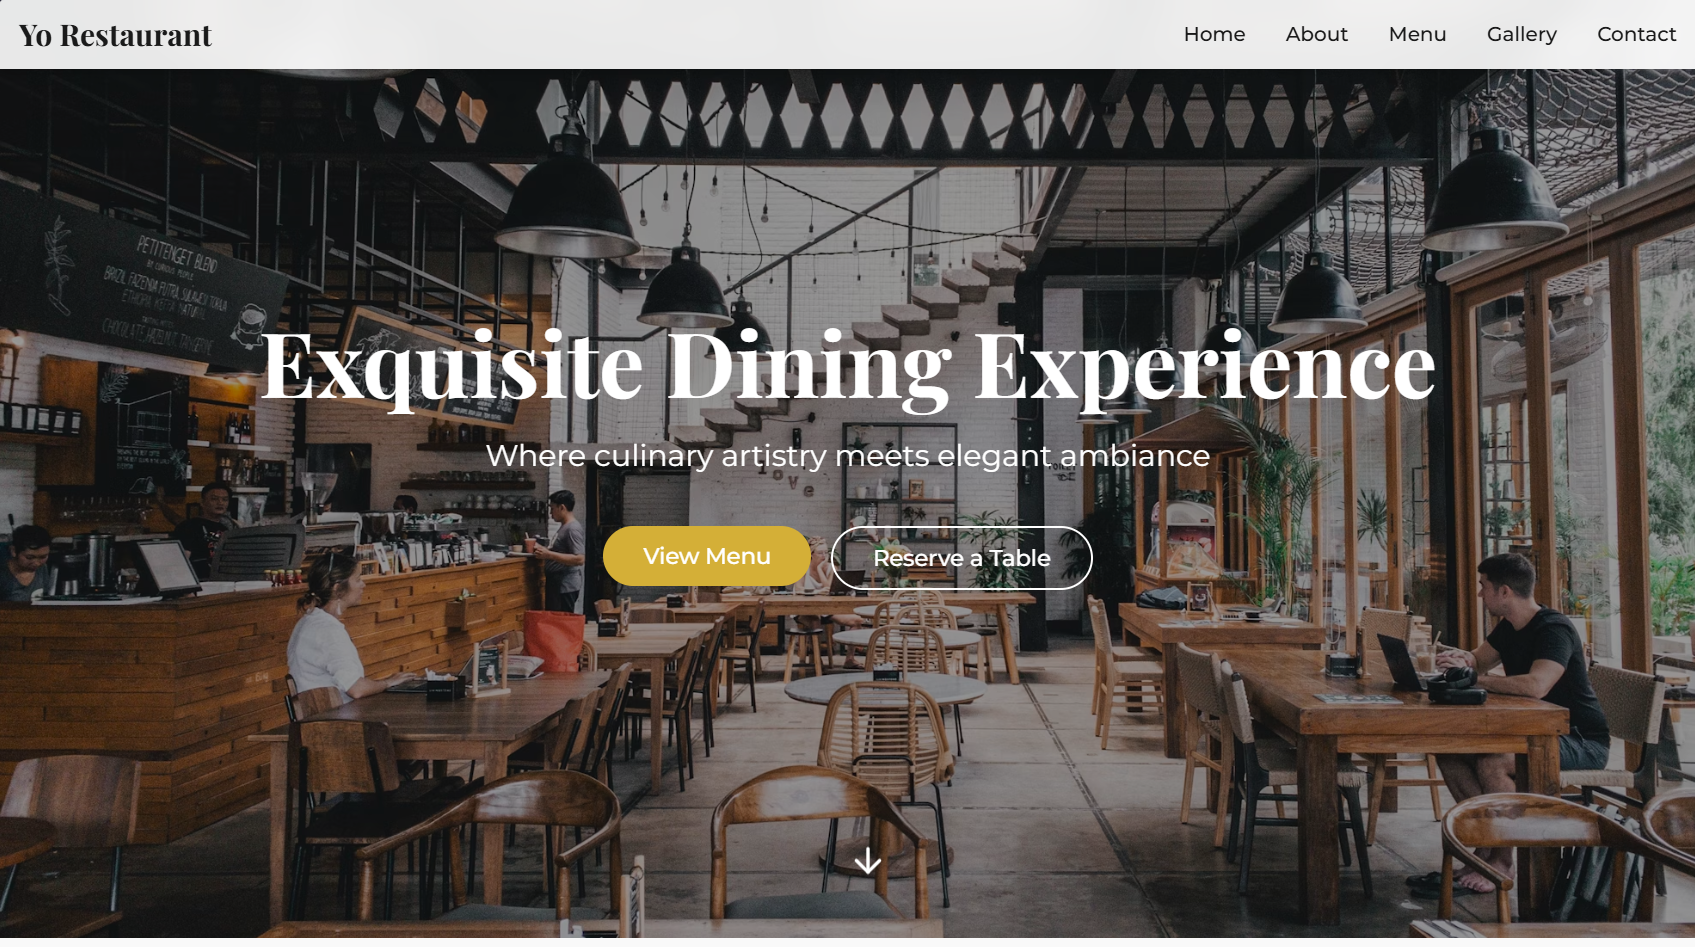 Yo Restaurant
Home About Menu Gallery Contact
PETITENGET BLEND
Exquisite Dining Experience
Where culinary artistry meets elegant ambiance
love
View Menu
Reserve a Table